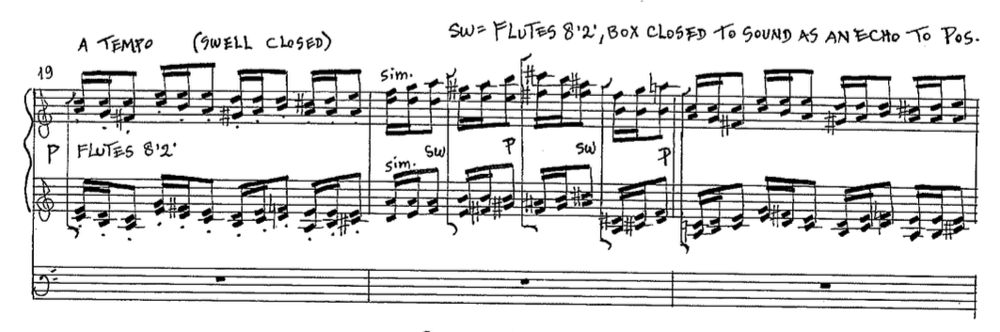 A TEMPO (SWELL CLOSED) SW= FLUTES 8'2', BOX CLOSED TO SOUND AS AN ECHO TO POS.
19
sim.
P FLUTES 8'2' SW P SW P
sim.